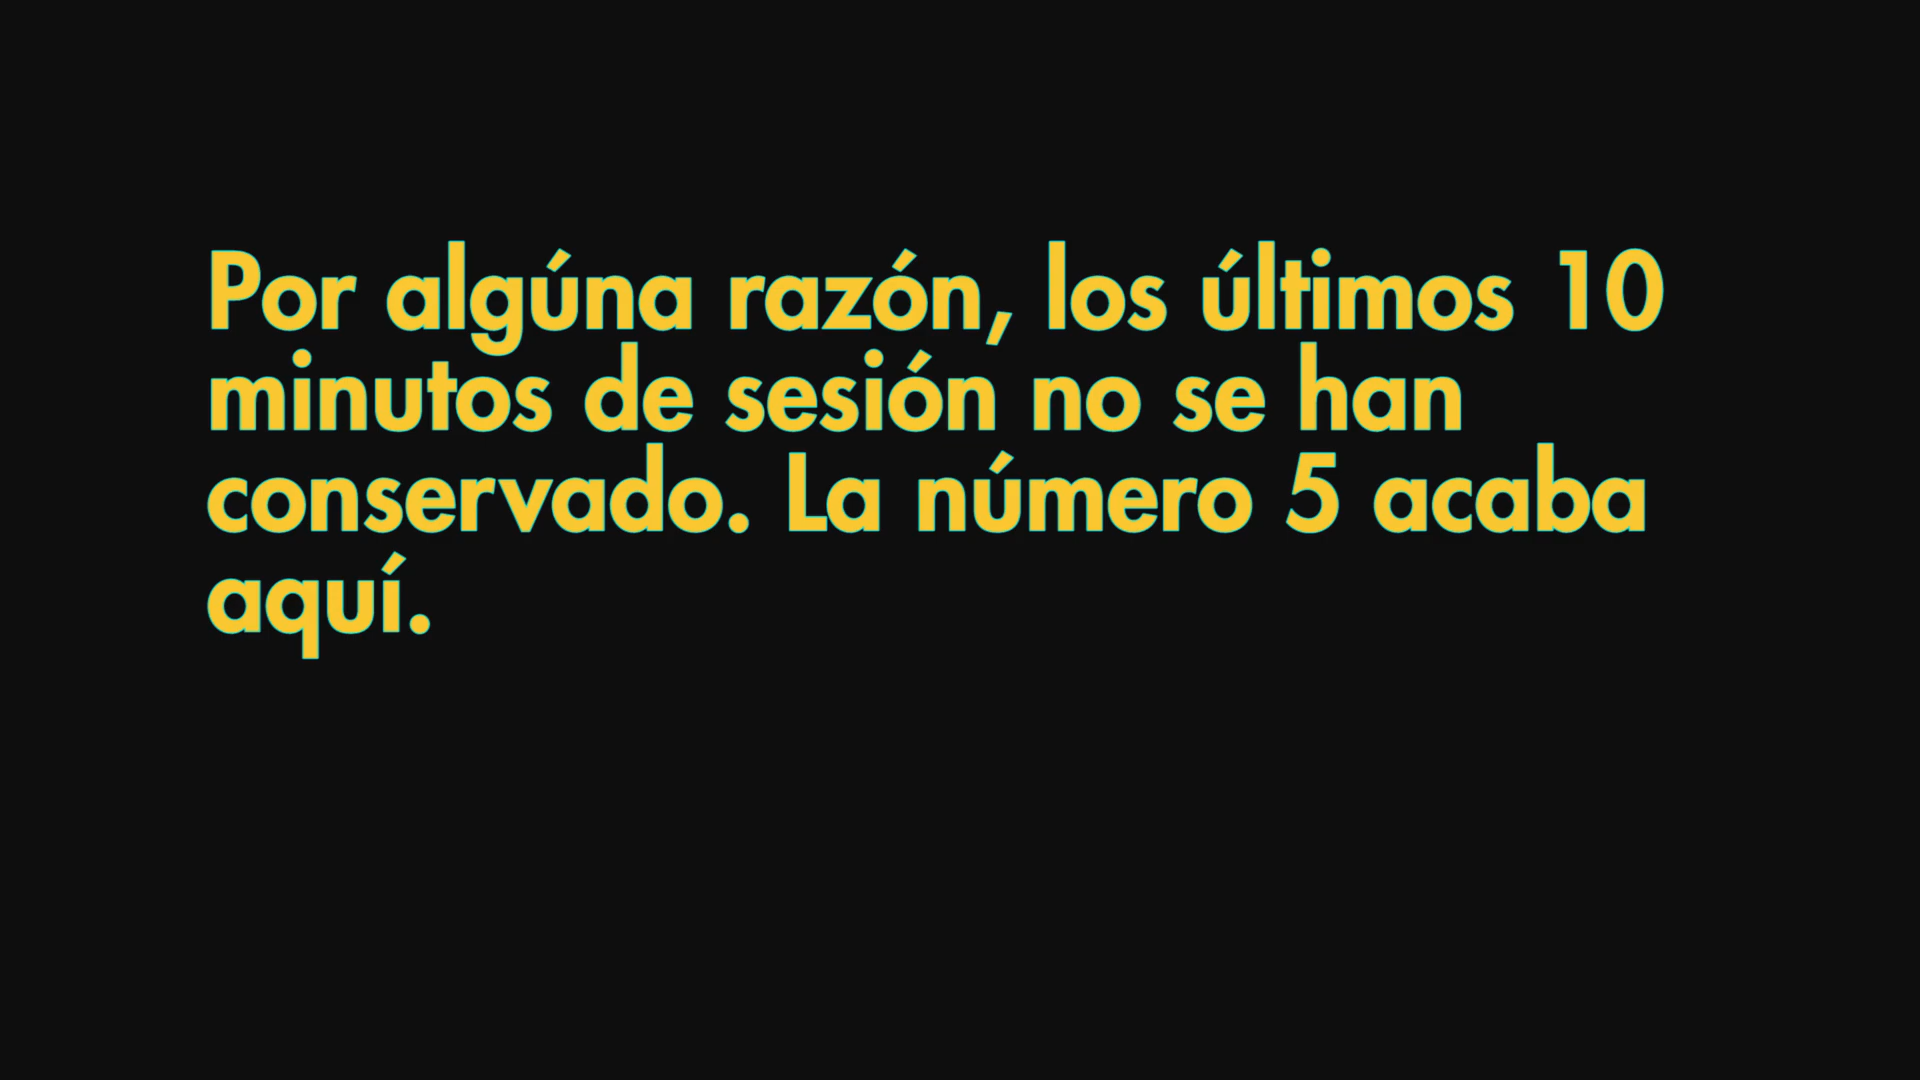 Por algúna razón, los últimos 10
minutos de sesión no se han
conservado. La número 5 acaba
aquí.